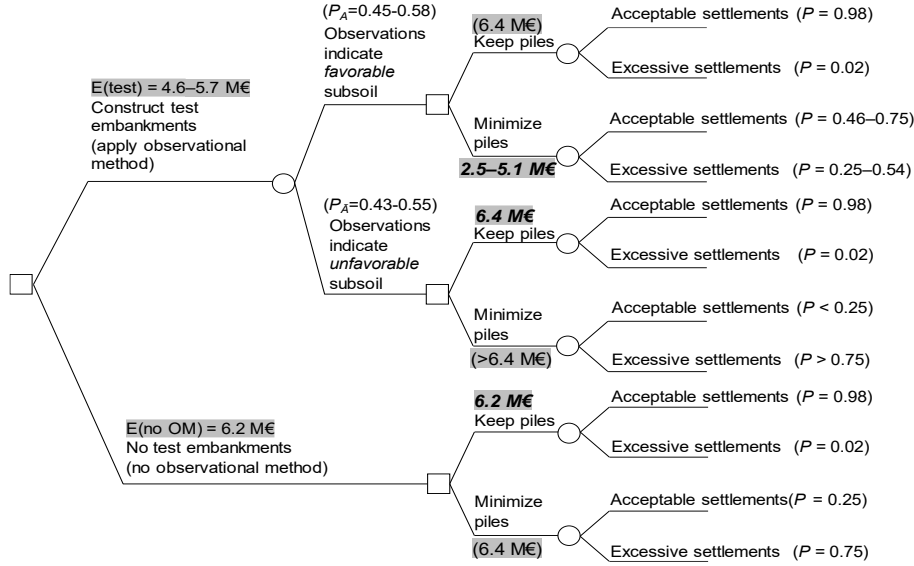 (PA=0.45-0.58)
Observations
indicate
favorable
subsoil
E(test) = 4.6–5.7 M€
Construct test
embankments
(apply observational
method)
(6.4 M€)
Keep piles
Acceptable settlements (P = 0.98)
Excessive settlements (P = 0.02)
Minimize
piles
2.5–5.1 M€
Acceptable settlements (P = 0.46–0.75)
Excessive settlements (P = 0.25–0.54)
(PĀ=0.43-0.55)
Observations
indicate
unfavorable
subsoil
6.4 M€
Keep piles
Acceptable settlements (P = 0.98)
Excessive settlements (P = 0.02)
Minimize
piles
(>6.4 M€)
Acceptable settlements (P < 0.25)
Excessive settlements (P > 0.75)
E(no OM) = 6.2 M€
No test embankments
(no observational method)
6.2 M€
Keep piles
Acceptable settlements (P = 0.98)
Excessive settlements (P = 0.02)
Minimize
piles
(6.4 M€)
Acceptable settlements(P = 0.25)
Excessive settlements (P = 0.75)